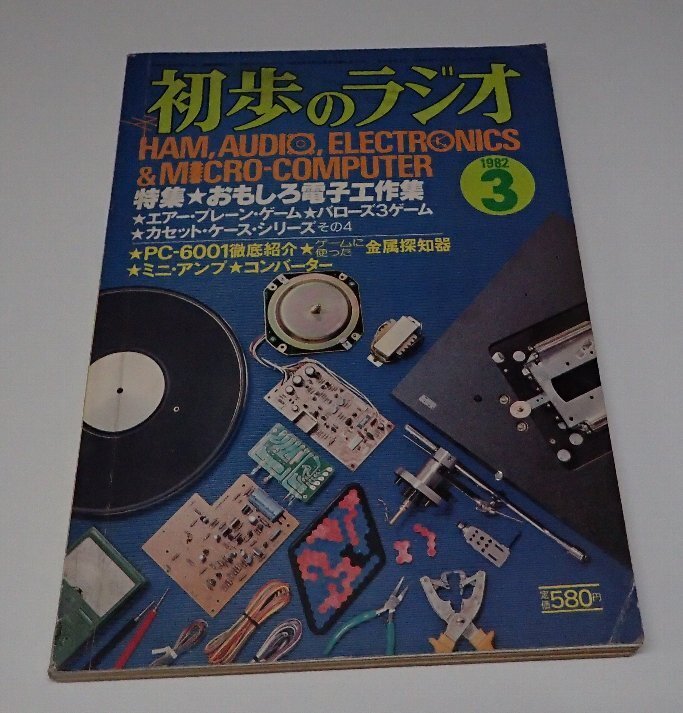 初歩のラジオ
HAM, AUDIO, ELECTRONICS
& MICRO-COMPUTER
1982
3
特集★おもしろ電子工作集
★エアー・プレーン・ゲーム★バローズ3ゲーム
★カセット・ケース・シリーズその4
★PC-6001徹底紹介★ゲームに使った金属探知器
★ミニ・アンプ★コンバーター
定価580円